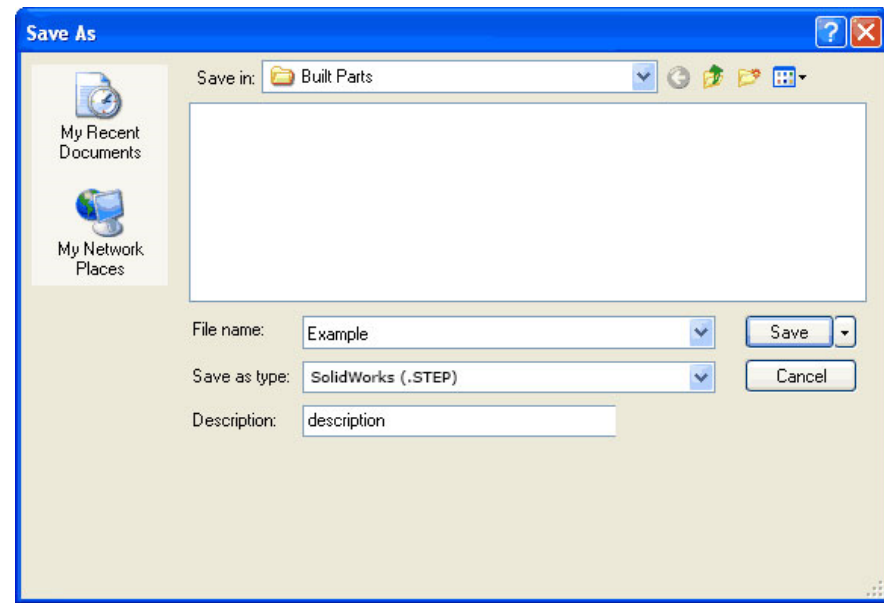 Save As
Save in: Built Parts
My Recent
Documents
My Network
Places
File name: Example Save
Save as type: SolidWorks (.STEP) Cancel
Description: description